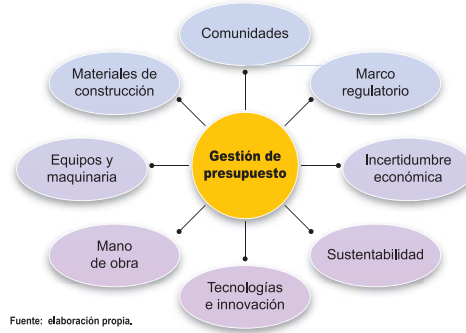 Comunidades
Materiales de
construcción
Marco
regulatorio
Equipos y
maquinaria
Gestión de
presupuesto
Incertidumbre
económica
Mano
de obra
Sustentabilidad
Tecnologías
e innovación
Fuente: elaboración propia.